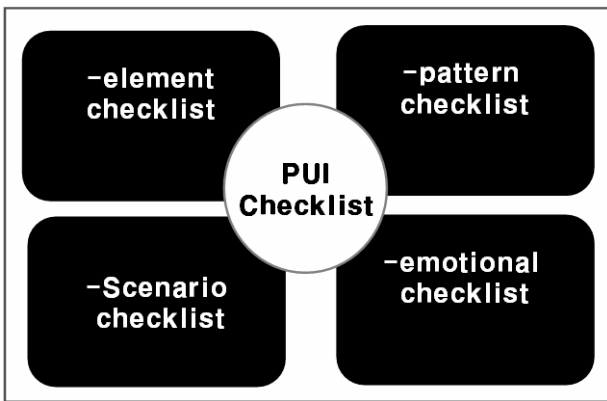 -element
checklist
-pattern
checklist
PUI
Checklist
-Scenario
checklist
-emotional
checklist